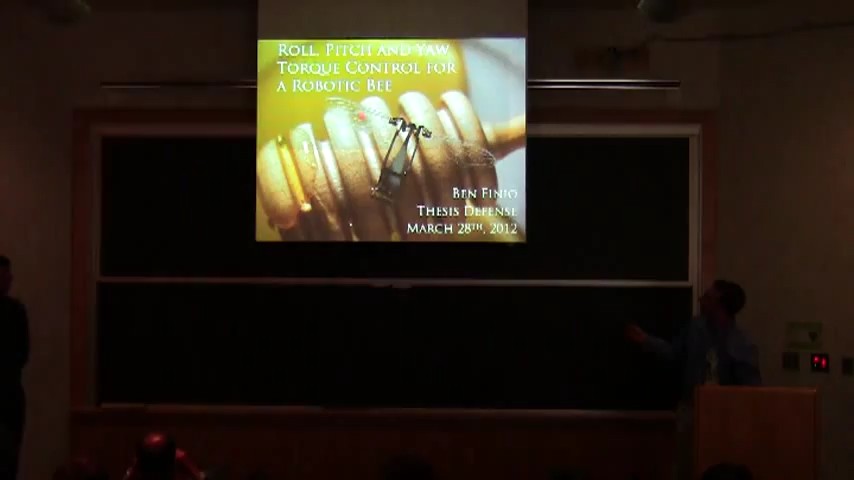 Roll, Pitch and Yaw
Torque Control for
a Robotic Bee
Ben Finio
Thesis Defense
March 28th, 2012